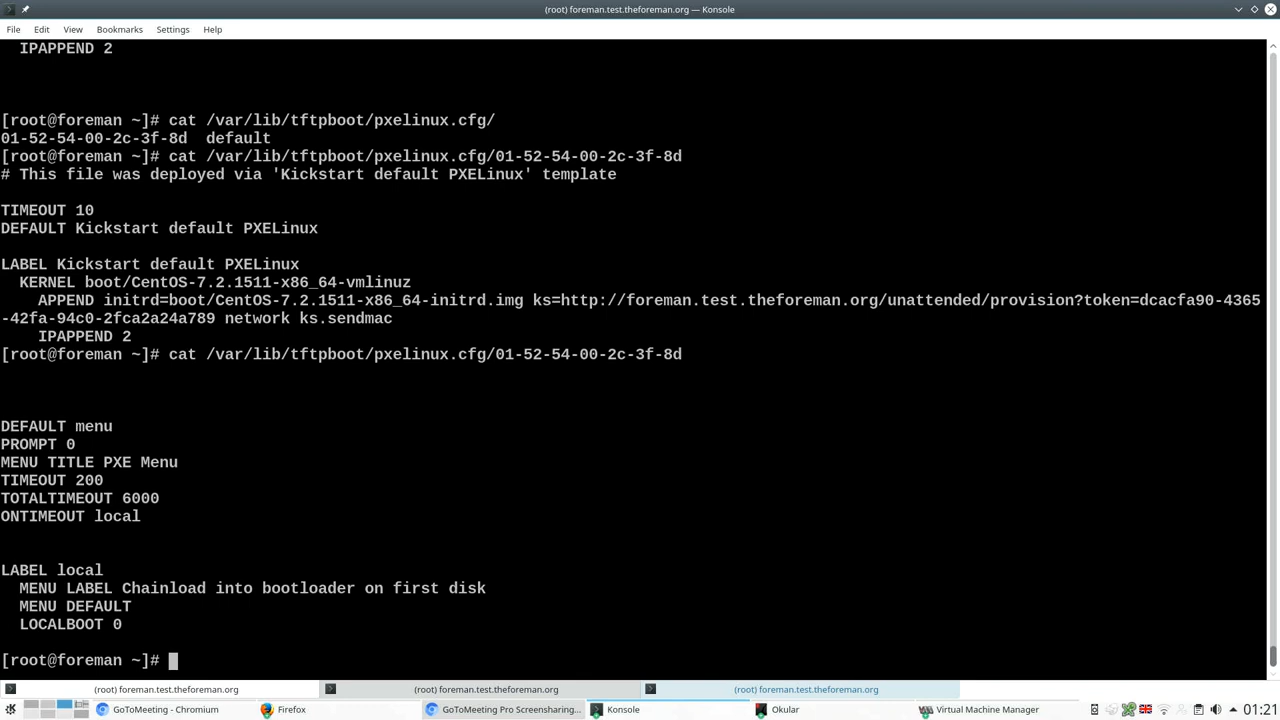 (root) foreman.test.theforeman.org — Konsole
File Edit View Bookmarks Settings Help
IPAPPEND 2
[root@foreman ~]# cat /var/lib/tftpboot/pxelinux.cfg/
01-52-54-00-2c-3f-8d  default
[root@foreman ~]# cat /var/lib/tftpboot/pxelinux.cfg/01-52-54-00-2c-3f-8d
# This file was deployed via 'Kickstart default PXELinux' template
TIMEOUT 10
DEFAULT Kickstart default PXELinux
LABEL Kickstart default PXELinux
KERNEL boot/CentOS-7.2.1511-x86_64-vmlinuz
APPEND initrd=boot/CentOS-7.2.1511-x86_64-initrd.img ks=http://foreman.test.theforeman.org/unattended/provision?token=dcacfa90-4365
-42fa-94c0-2fca2a24a789 network ks.sendmac
IPAPPEND 2
[root@foreman ~]# cat /var/lib/tftpboot/pxelinux.cfg/01-52-54-00-2c-3f-8d
DEFAULT menu
PROMPT 0
MENU TITLE PXE Menu
TIMEOUT 200
TOTALTIMEOUT 6000
ONTIMEOUT local
LABEL local
MENU LABEL Chainload into bootloader on first disk
MENU DEFAULT
LOCALBOOT 0
[root@foreman ~]#
(root) foreman.test.theforeman.org (root) foreman.test.theforeman.org (root) foreman.test.theforeman.org
GoToMeeting - Chromium Firefox GoToMeeting Pro Screensharing... Konsole Okular Virtual Machine Manager 01:21